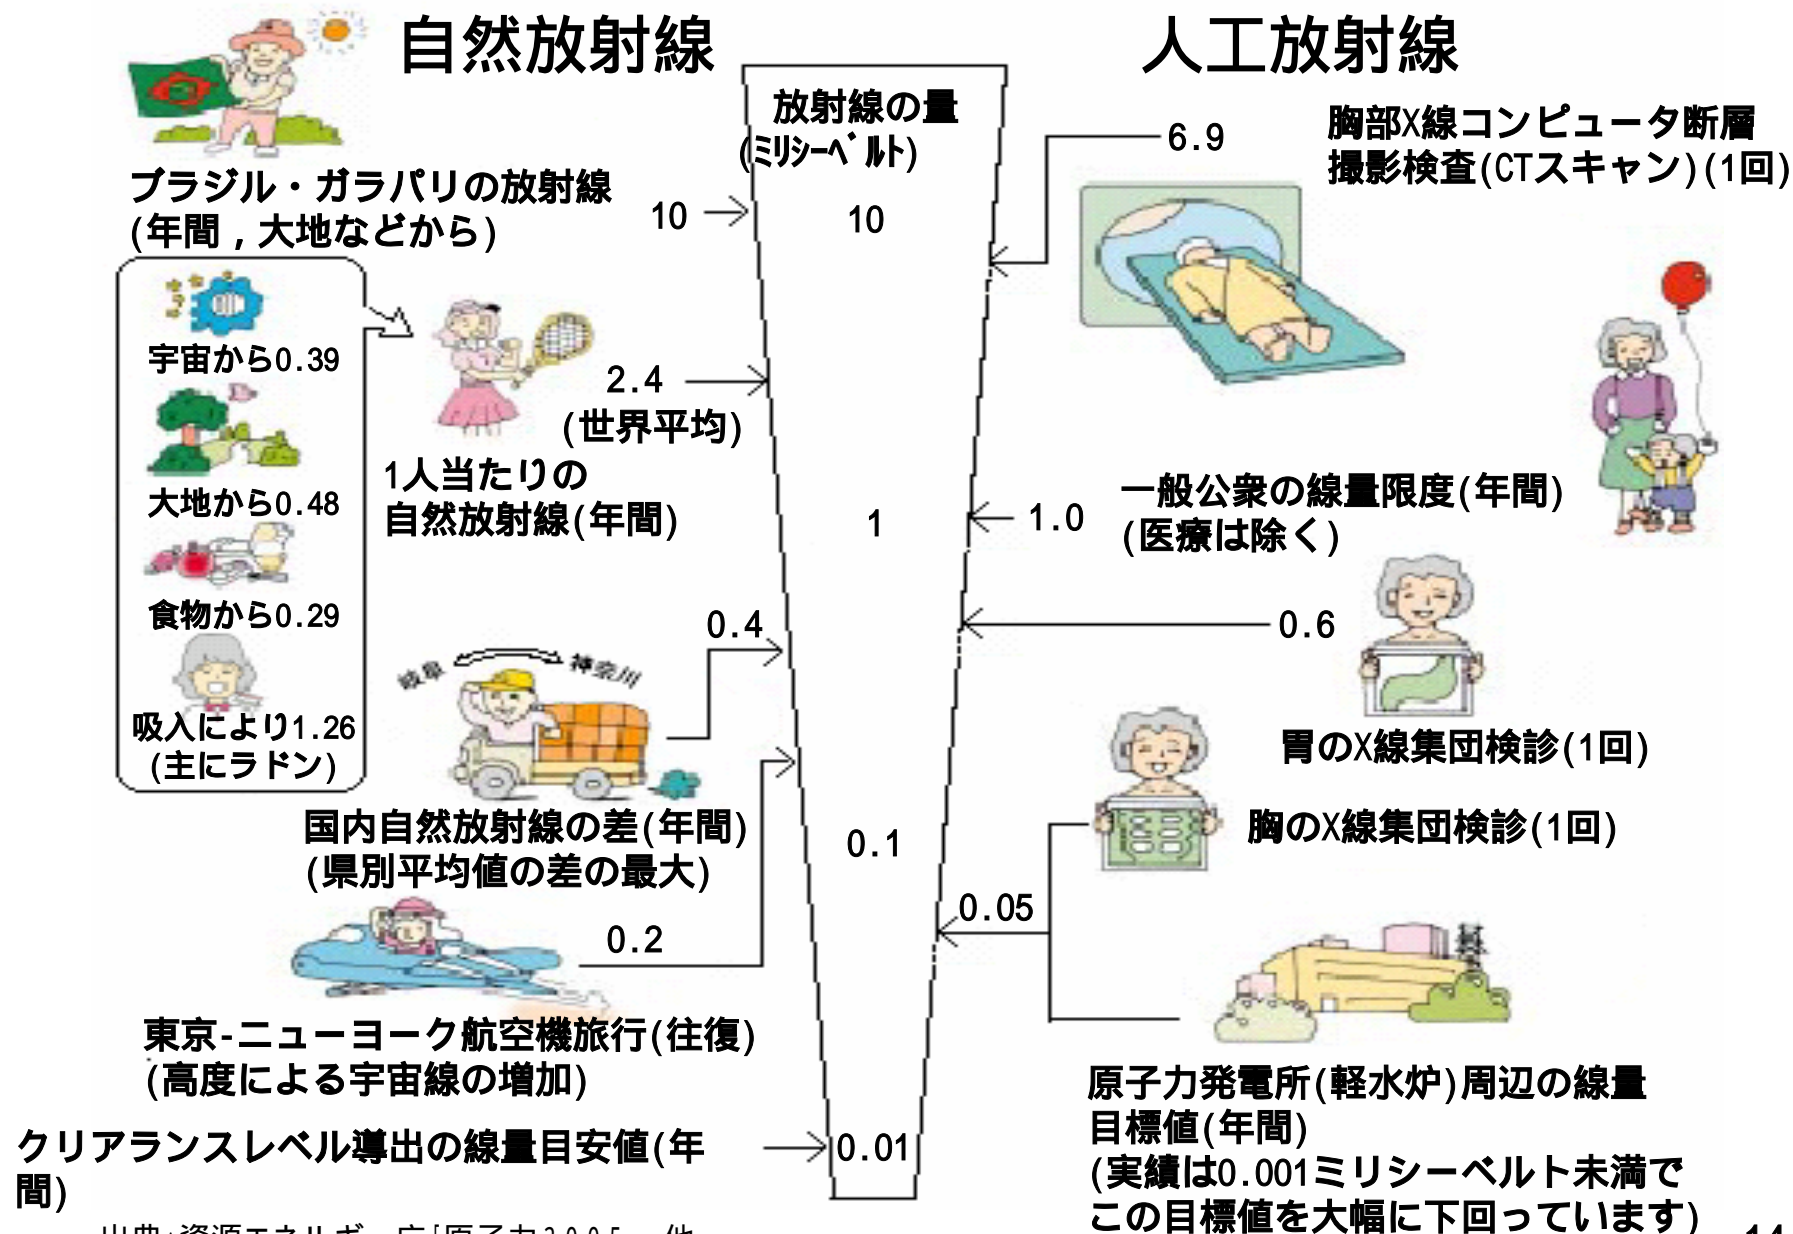 自然放射線
人工放射線
放射線の量
(ミリシーベルト)
ブラジル・ガラパリの放射線
(年間，大地などから)
10
10
6.9
胸部X線コンピュータ断層
撮影検査(CTスキャン)(1回)
宇宙から0.39
大地から0.48
食物から0.29
吸入により1.26
(主にラドン)
2.4
(世界平均)
1人当たりの
自然放射線(年間)
1
1.0
一般公衆の線量限度(年間)
(医療は除く)
0.4
岐阜
神奈川
国内自然放射線の差(年間)
(県別平均値の差の最大)
0.6
胃のX線集団検診(1回)
胸のX線集団検診(1回)
0.1
0.05
0.2
東京-ニューヨーク航空機旅行(往復)
(高度による宇宙線の増加)
原子力発電所(軽水炉)周辺の線量
目標値(年間)
(実績は0.001ミリシーベルト未満で
この目標値を大幅に下回っています)
クリアランスレベル導出の線量目安値(年
間)
0.01